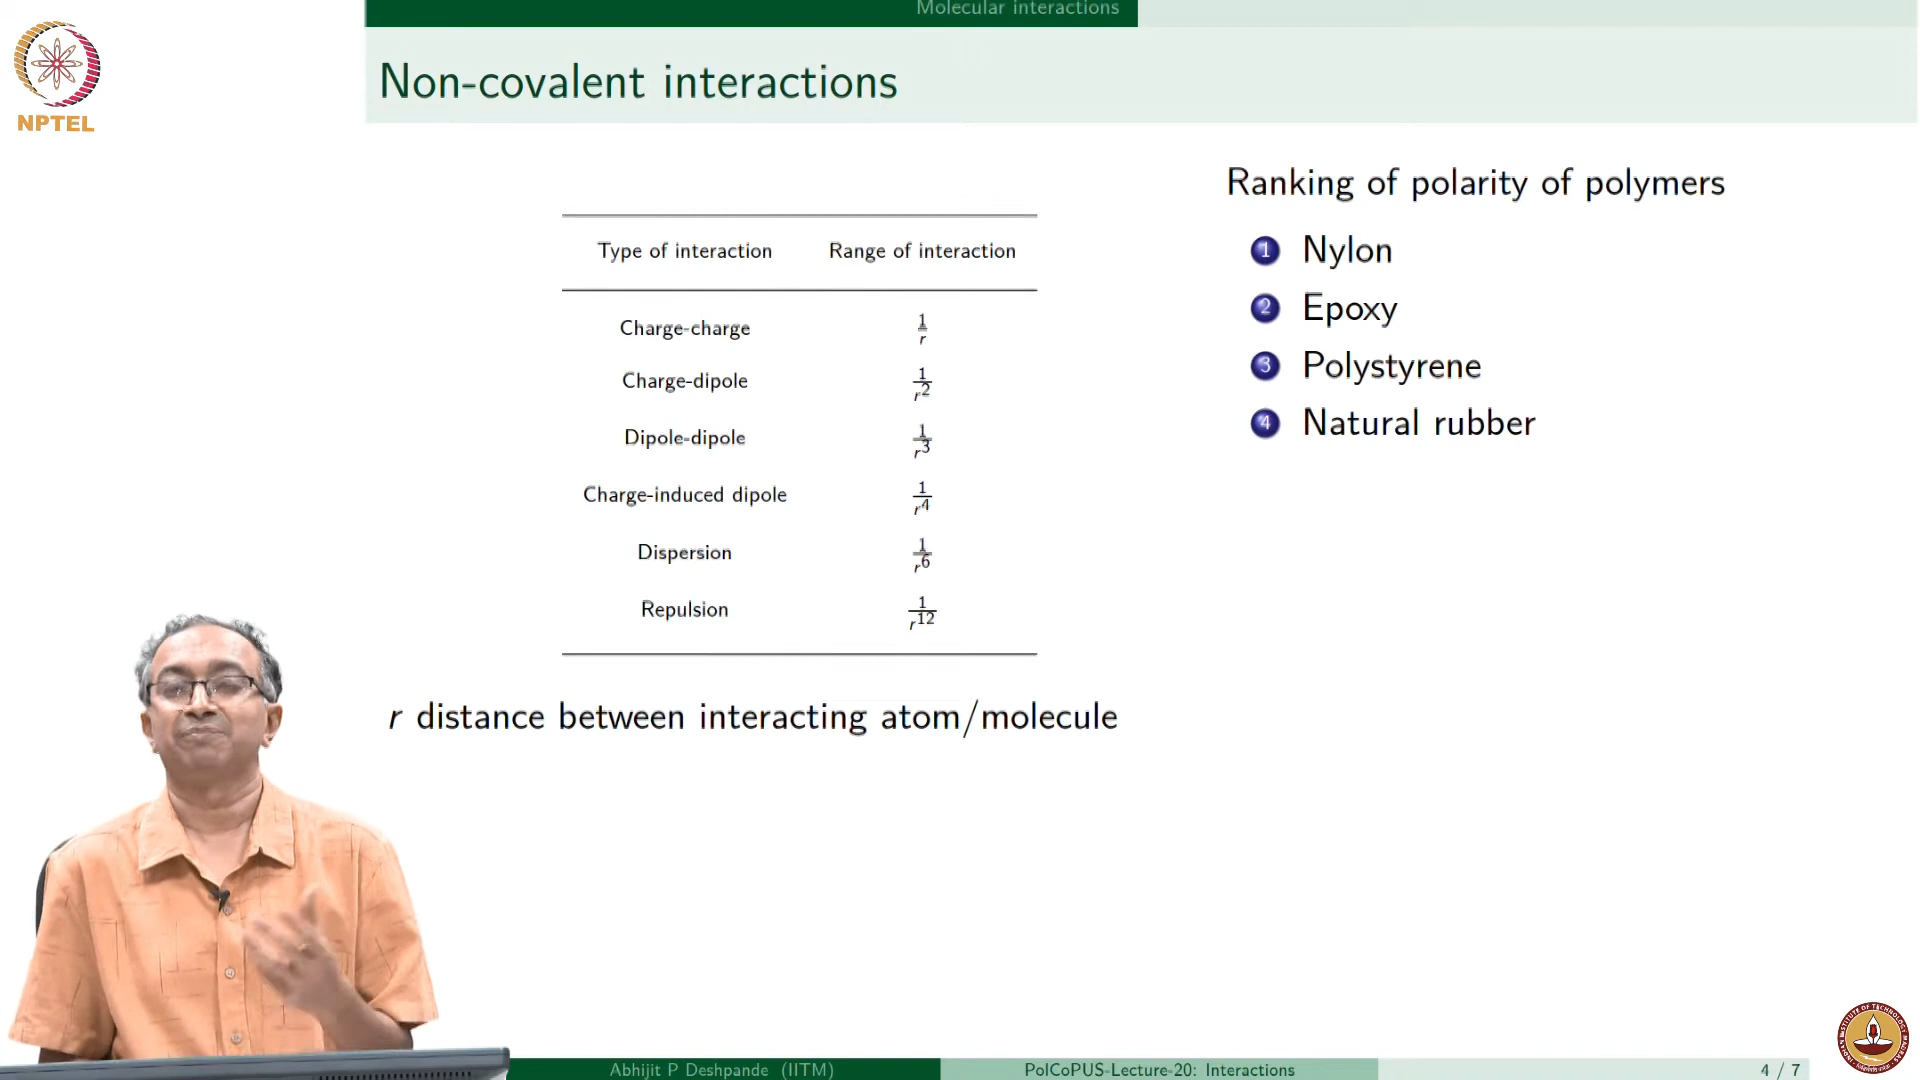 Molecular interactions
Non-covalent interactions
NPTEL
Type of interaction Range of interaction
Charge-charge 1/r
Charge-dipole 1/r^2
Dipole-dipole 1/r^3
Charge-induced dipole 1/r^4
Dispersion 1/r^6
Repulsion 1/r^12
r distance between interacting atom/molecule
Ranking of polarity of polymers
1 Nylon
2 Epoxy
3 Polystyrene
4 Natural rubber
Abhijit P Deshpande (IITM) PolCoPUS-Lecture-20: Interactions 4 / 7